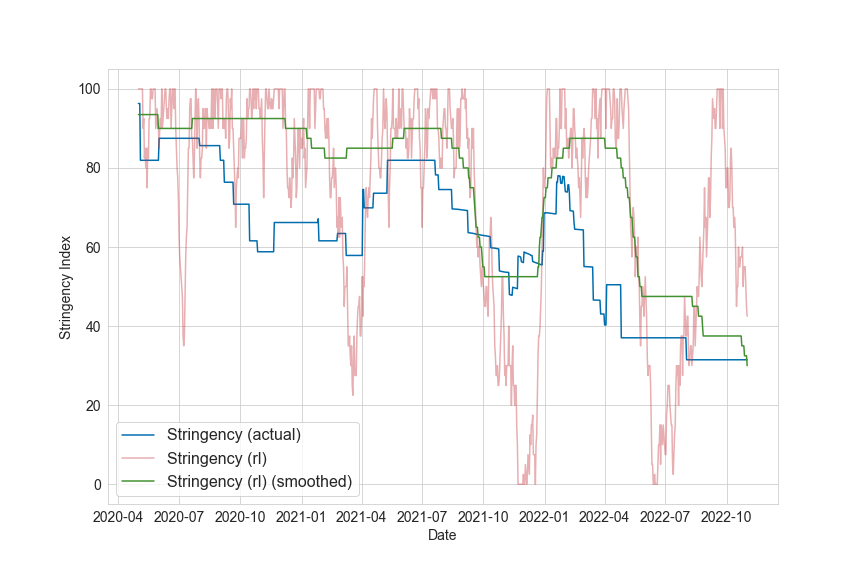 100
80
60
40
20
0
Stringency Index
Stringency (actual)
Stringency (rl)
Stringency (rl) (smoothed)
2020-04 2020-07 2020-10 2021-01 2021-04 2021-07 2021-10 2022-01 2022-04 2022-07 2022-10
Date